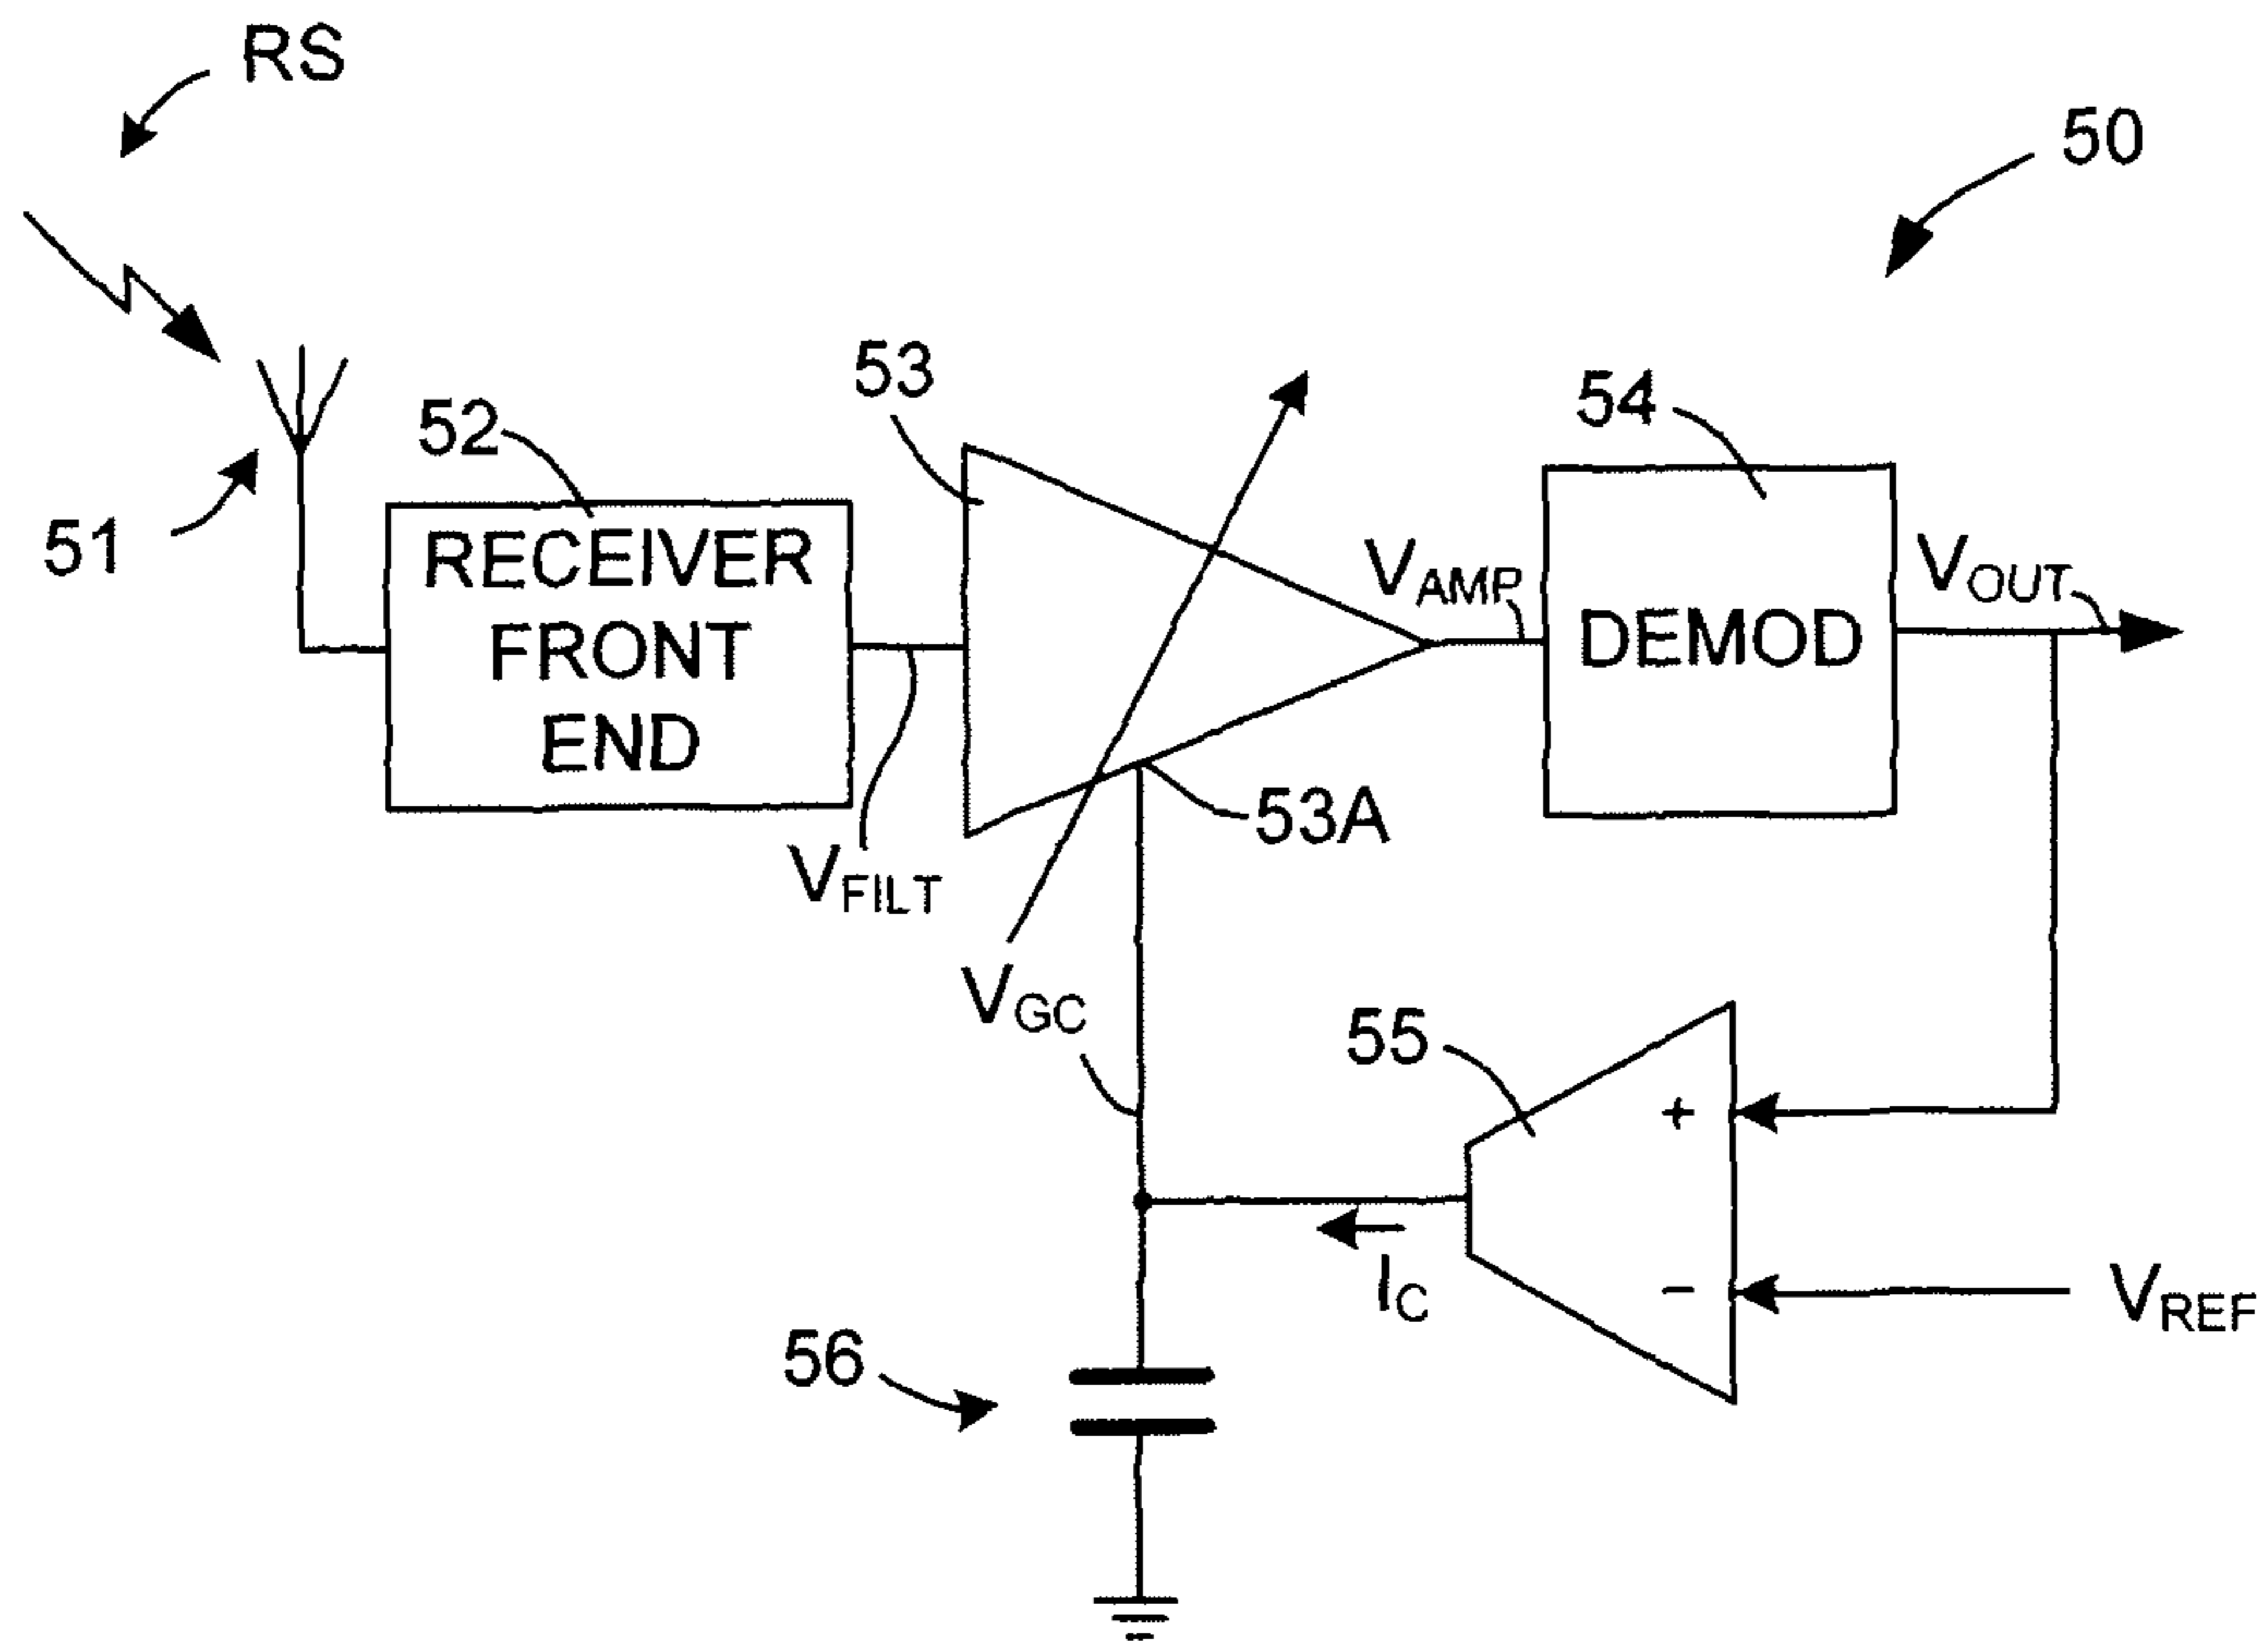 RS
50
53
54
52
51
RECEIVER
FRONT
END
VAMP
VOUT
DEMOD
53A
VFILT
VGC
55
+
−
IC
VREF
56